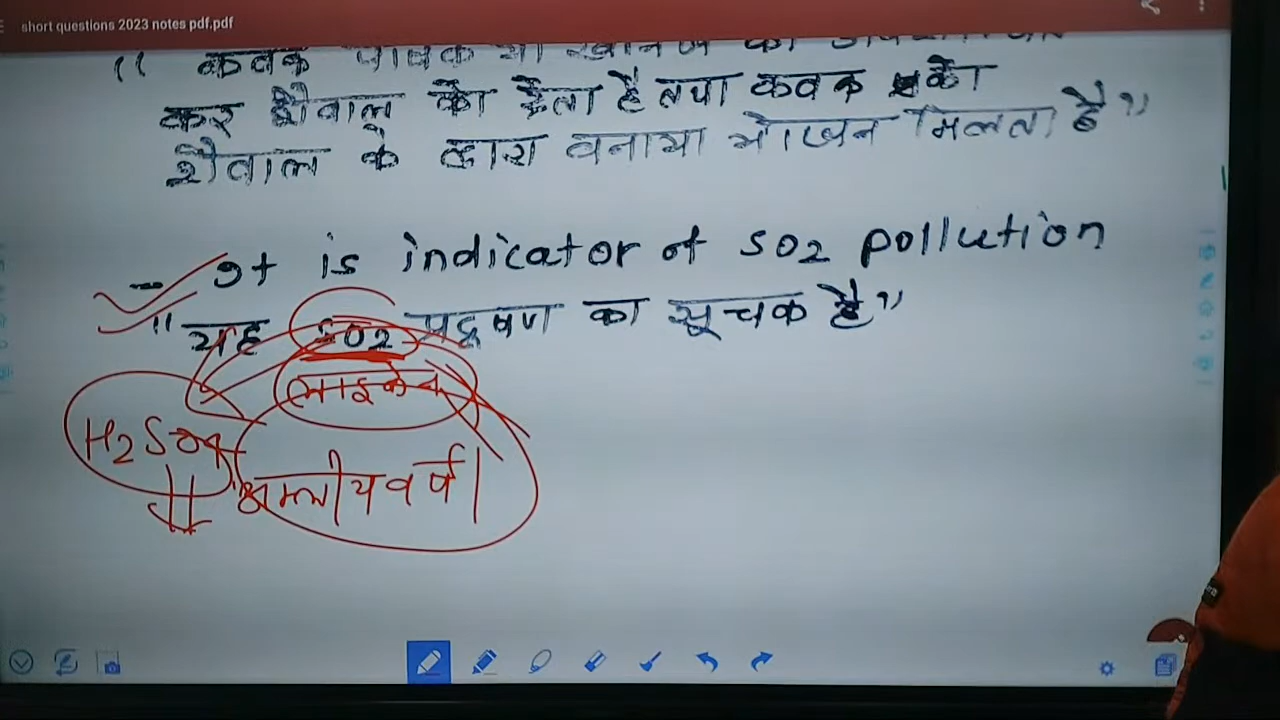 short questions 2023 notes pdf.pdf
" कवक
कर शैवाल को देता है तथा कवक को
शैवाल के द्वारा बनाया भोजन मिलता है"
- It is indicator of SO2 pollution
"यह SO2 प्रदूषण का सूचक है"
H2SO4
अम्लीय वर्षा